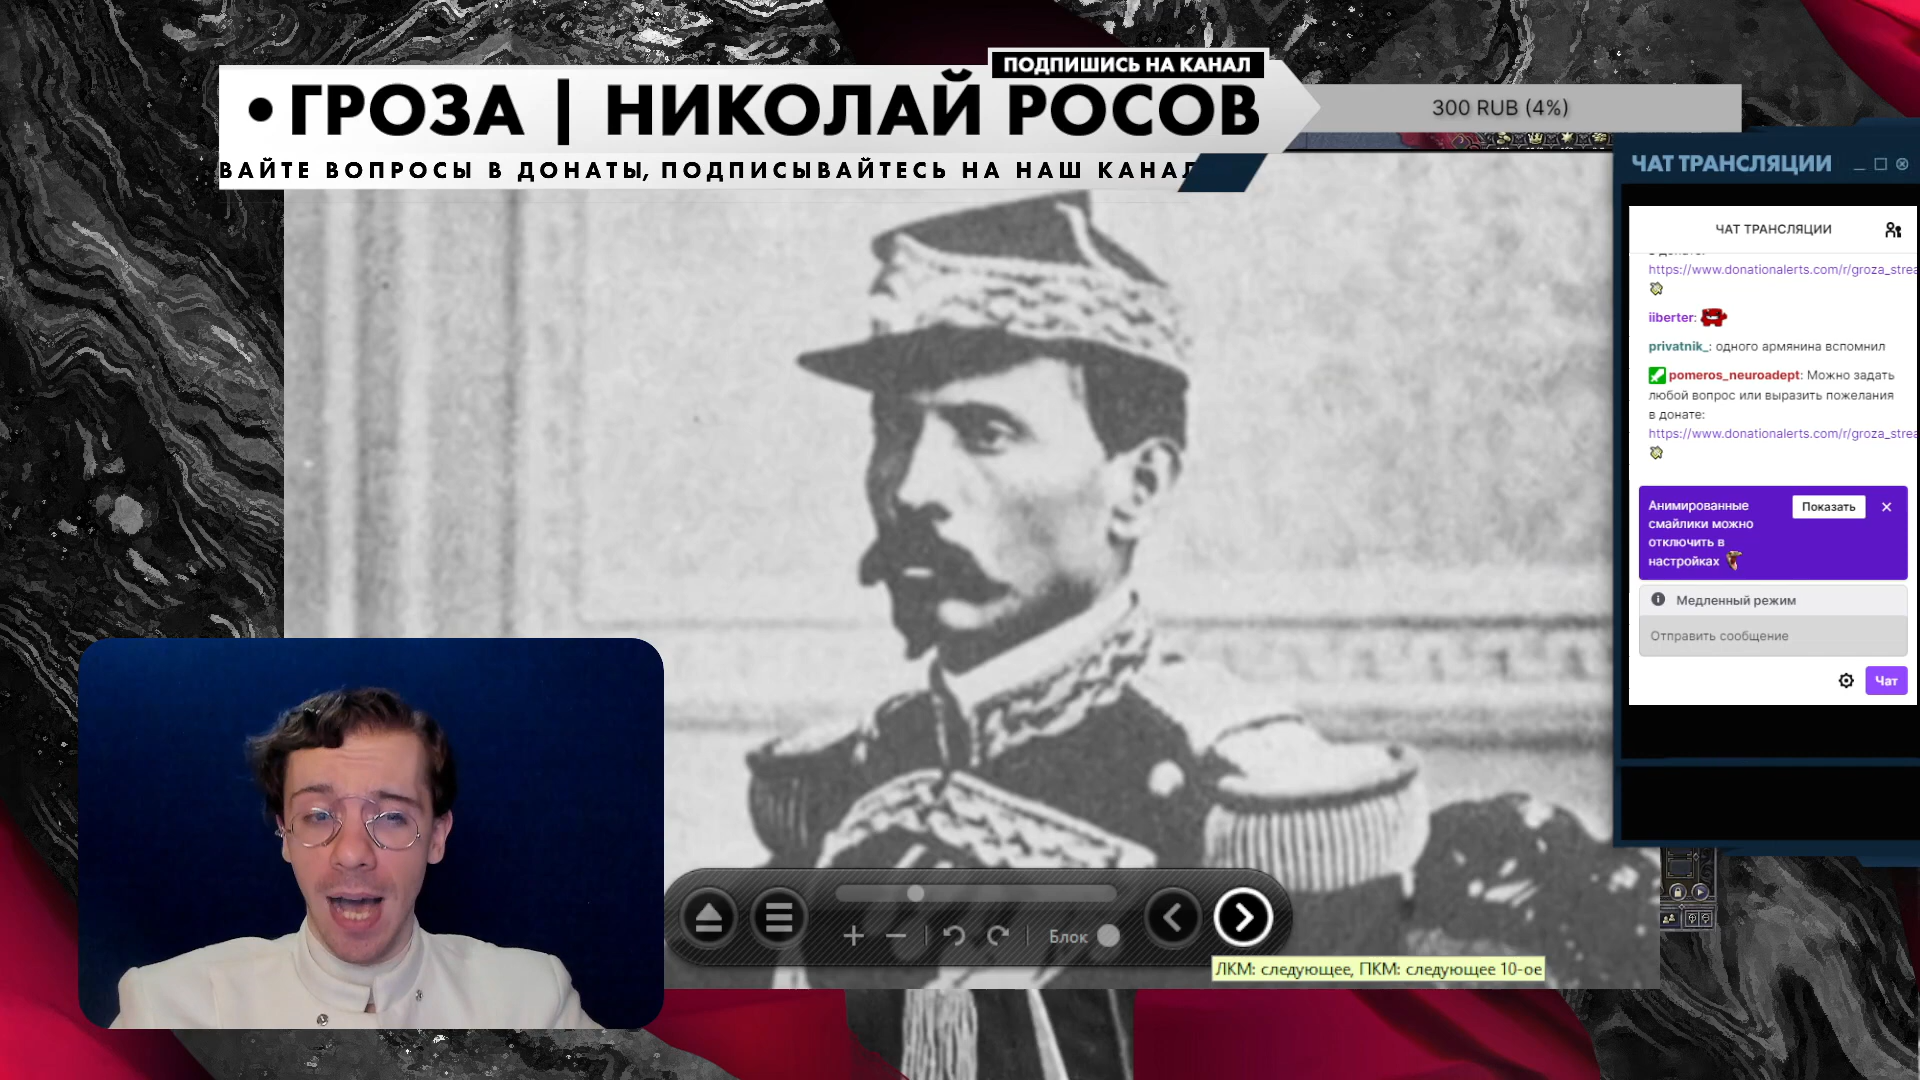 ПОДПИШИСЬ НА КАНАЛ
• ГРОЗА | НИКОЛАЙ РОСОВ
300 RUB (4%)
ВАЙТЕ ВОПРОСЫ В ДОНАТЫ, ПОДПИСЫВАЙТЕСЬ НА НАШ КАНАЛ
ЧАТ ТРАНСЛЯЦИИ
ЧАТ ТРАНСЛЯЦИИ
https://www.donationalerts.com/r/groza_strea
iiberter:
privatnik_: одного армянина вспомнил
pomeros_neuroadept: Можно задать
любой вопрос или выразить пожелания
в донате:
https://www.donationalerts.com/r/groza_strea
Анимированные
смайлики можно
отключить в
настройках
Показать
Медленный режим
Отправить сообщение
Чат
Блок
ЛКМ: следующее, ПКМ: следующее 10-ое